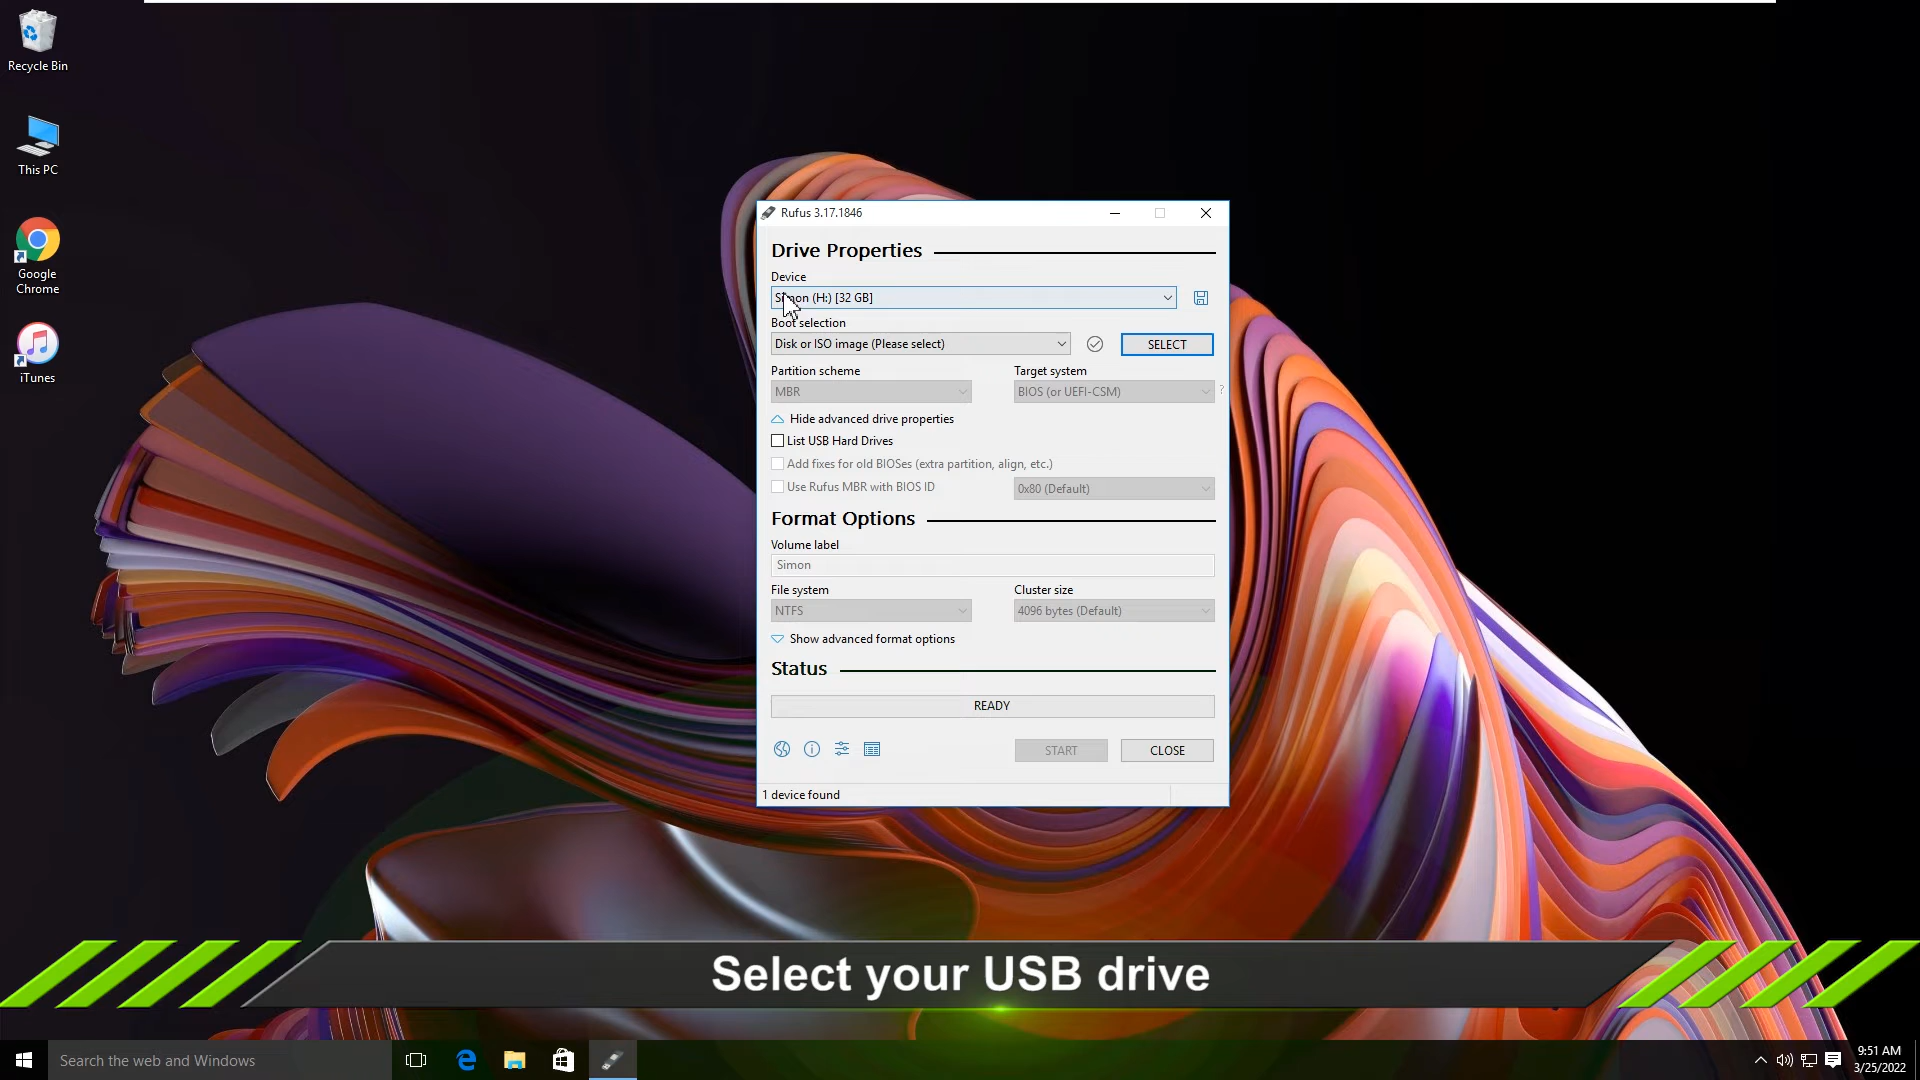 Recycle Bin
This PC
Google
Chrome
iTunes
Rufus 3.17.1846
Drive Properties
Device
Simon (H:) [32 GB]
Boot selection
Disk or ISO image (Please select)
SELECT
Partition scheme
Target system
MBR
BIOS (or UEFI-CSM)
?
Hide advanced drive properties
List USB Hard Drives
Add fixes for old BIOSes (extra partition, align, etc.)
Use Rufus MBR with BIOS ID
0x80 (Default)
Format Options
Volume label
Simon
File system
Cluster size
NTFS
4096 bytes (Default)
Show advanced format options
Status
READY
START
CLOSE
1 device found
Select your USB drive
Search the web and Windows
9:51 AM
3/25/2022